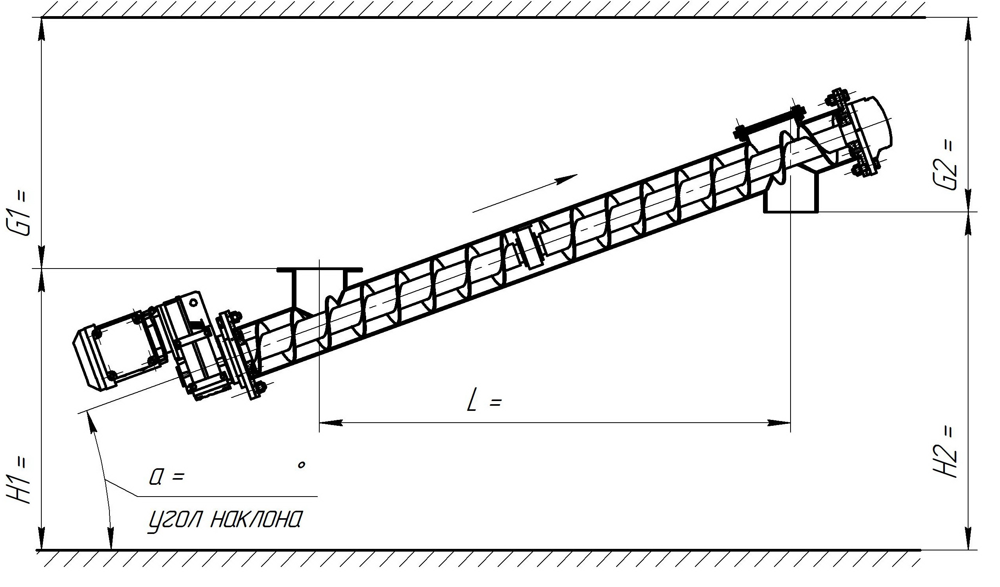 G1 =
G2 =
L =
H1 =
H2 =
a = °
угол наклона